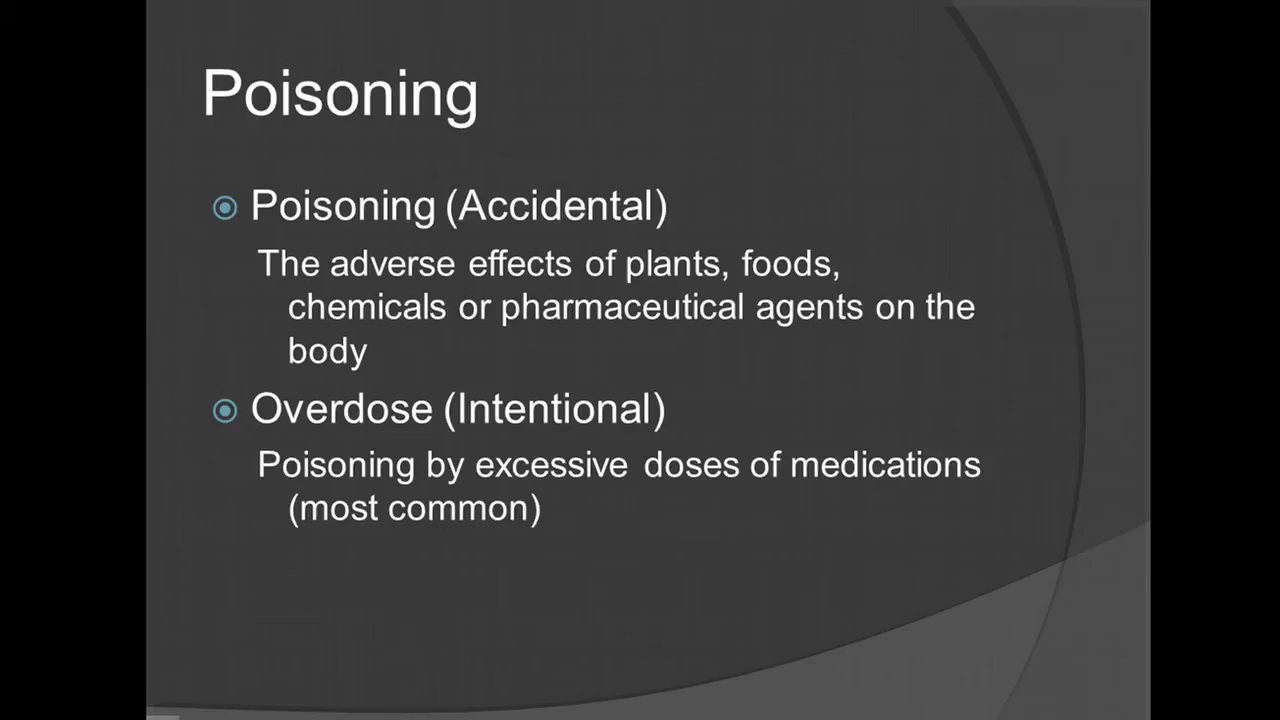 Poisoning
Poisoning (Accidental)
The adverse effects of plants, foods,
chemicals or pharmaceutical agents on the
body
Overdose (Intentional)
Poisoning by excessive doses of medications
(most common)